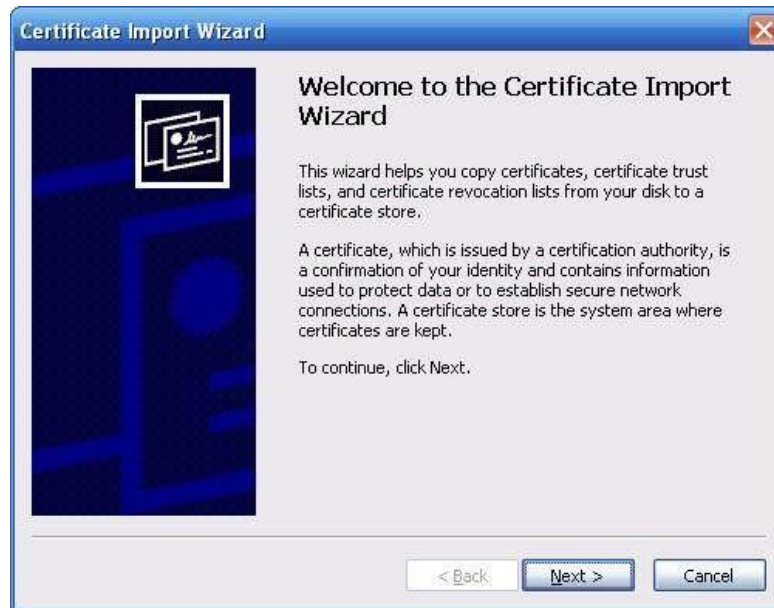 Certificate Import Wizard
Welcome to the Certificate Import
Wizard
This wizard helps you copy certificates, certificate trust
lists, and certificate revocation lists from your disk to a
certificate store.
A certificate, which is issued by a certification authority, is
a confirmation of your identity and contains information
used to protect data or to establish secure network
connections. A certificate store is the system area where
certificates are kept.
To continue, click Next.
< Back
Next >
Cancel